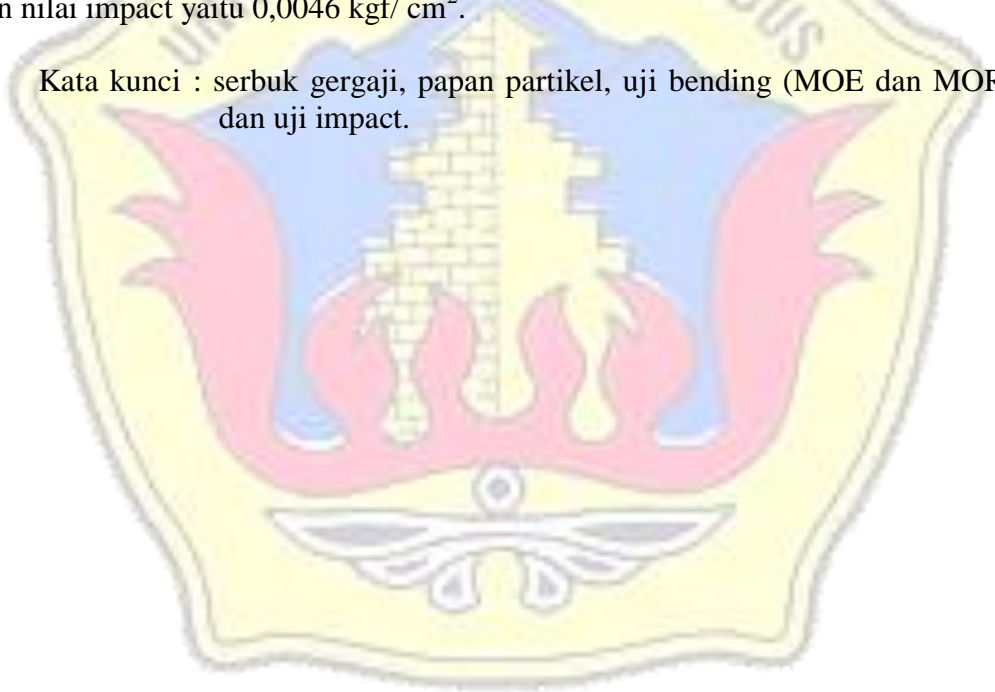 n nilai impact yaitu 0,0046 kgf/ cm².
Kata kunci : serbuk gergaji, papan partikel, uji bending (MOE dan MOR
dan uji impact.